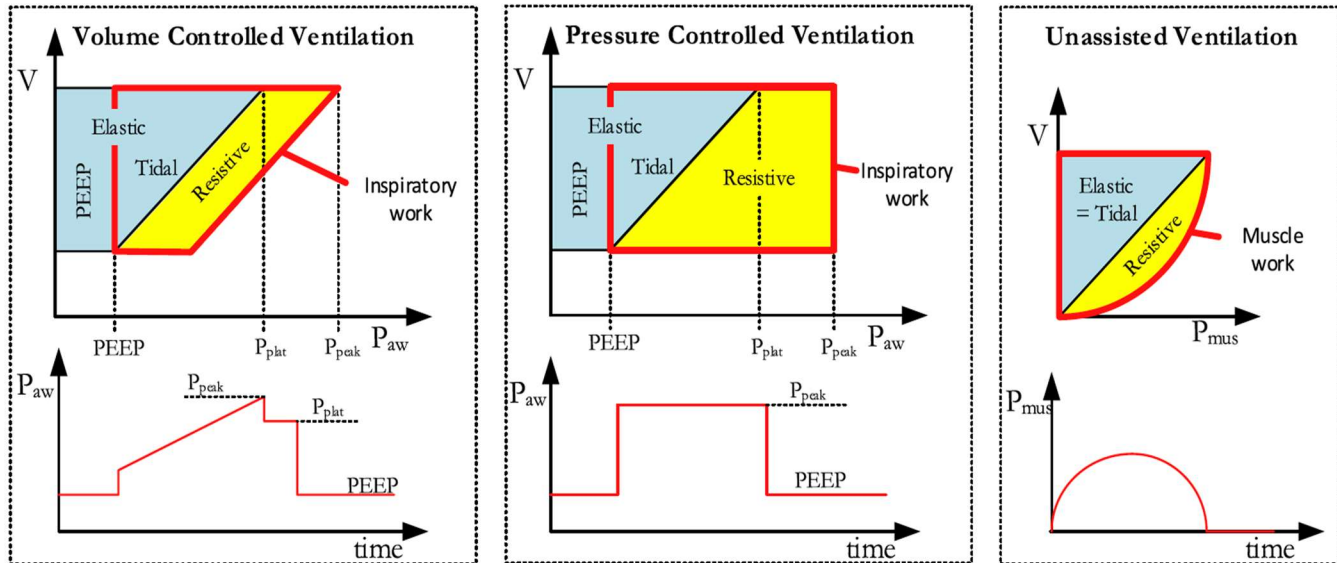 Volume Controlled Ventilation
V
Elastic
PEEP
Tidal
Resistive
Inspiratory
work
PEEP
Pplat
Ppeak
Paw
Paw
Ppeak
Pplat
PEEP
time
Pressure Controlled Ventilation
V
Elastic
PEEP
Tidal
Resistive
Inspiratory
work
PEEP
Pplat
Ppeak
Paw
Paw
Ppeak
PEEP
time
Unassisted Ventilation
V
Elastic
= Tidal
Resistive
Muscle
work
Pmus
Pmus
time